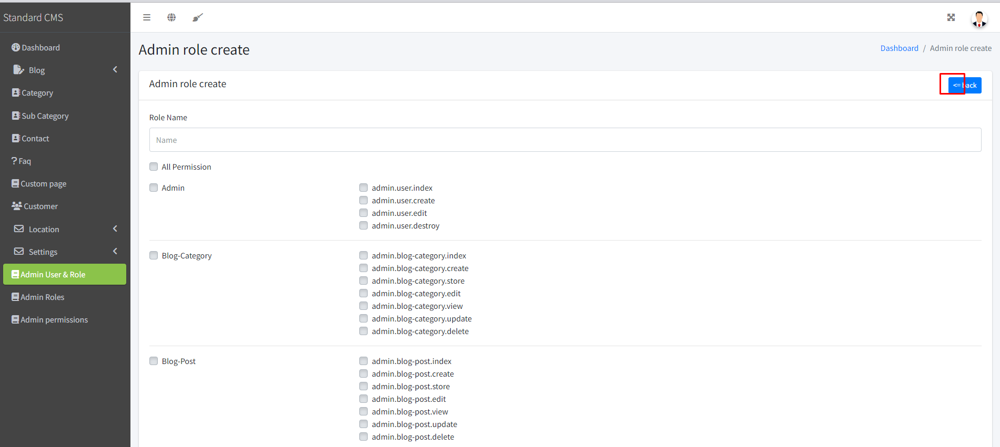 Standard CMS
Dashboard
Blog
Category
Sub Category
Contact
Faq
Custom page
Customer
Location
Settings
Admin User & Role
Admin Roles
Admin permissions
Admin role create
Dashboard / Admin role create
Admin role create
<= back
Role Name
Name
All Permission
Admin
admin.user.index
admin.user.create
admin.user.edit
admin.user.destroy
Blog-Category
admin.blog-category.index
admin.blog-category.create
admin.blog-category.store
admin.blog-category.edit
admin.blog-category.view
admin.blog-category.update
admin.blog-category.delete
Blog-Post
admin.blog-post.index
admin.blog-post.create
admin.blog-post.store
admin.blog-post.edit
admin.blog-post.view
admin.blog-post.update
admin.blog-post.delete